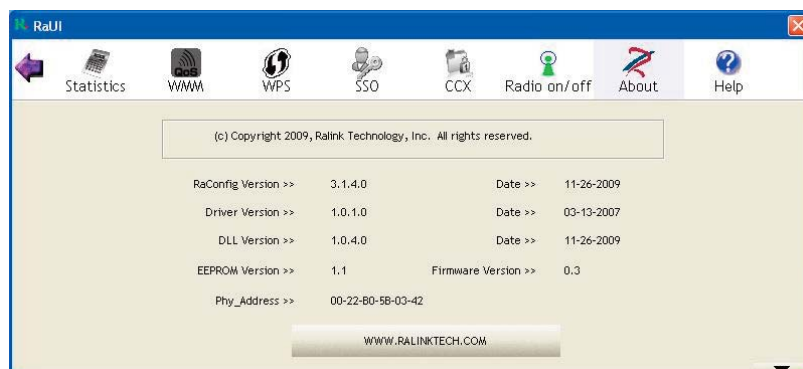 RaUI
Statistics WMM WPS SSO CCX Radio on/off About Help
QoS
(c) Copyright 2009, Ralink Technology, Inc. All rights reserved.
RaConfig Version >> 3.1.4.0 Date >> 11-26-2009
Driver Version >> 1.0.1.0 Date >> 03-13-2007
DLL Version >> 1.0.4.0 Date >> 11-26-2009
EEPROM Version >> 1.1 Firmware Version >> 0.3
Phy_Address >> 00-22-B0-5B-03-42
WWW.RALINKTECH.COM